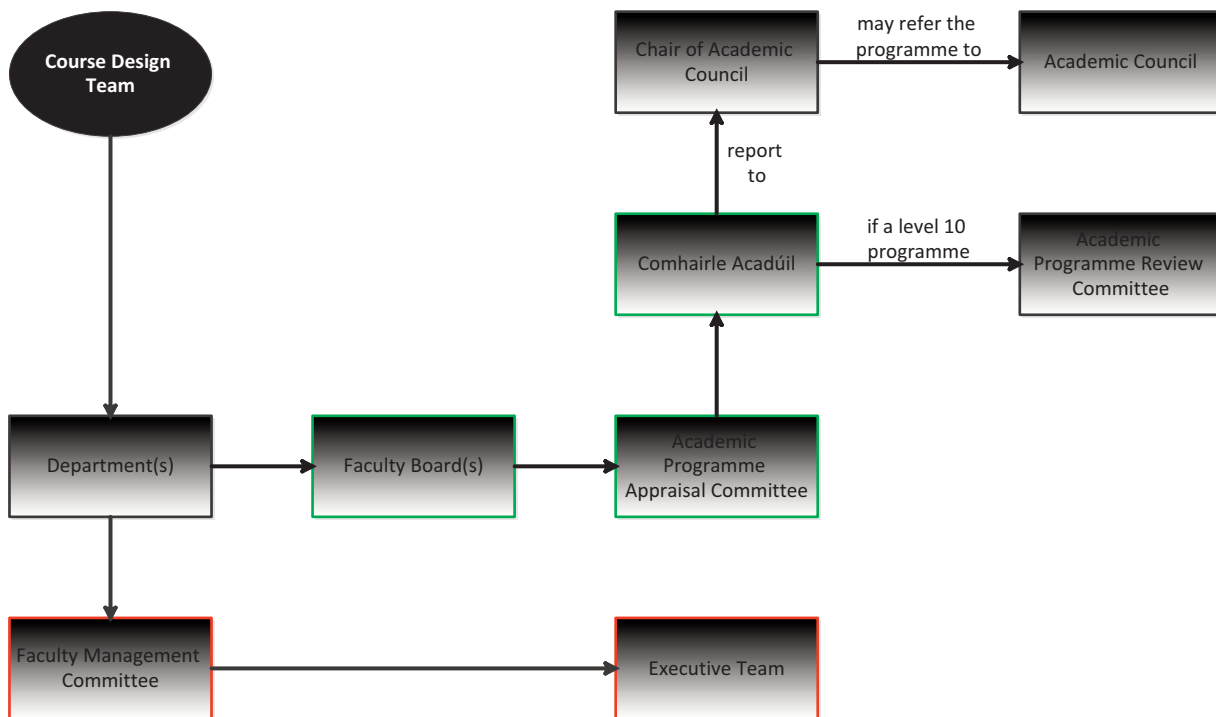 Course Design
Team
Chair of Academic
Council
may refer the
programme to
Academic Council
report
to
Comhairle Acadúil
if a level 10
programme
Academic
Programme Review
Committee
Department(s)
Faculty Board(s)
Academic
Programme
Appraisal Committee
Faculty Management
Committee
Executive Team